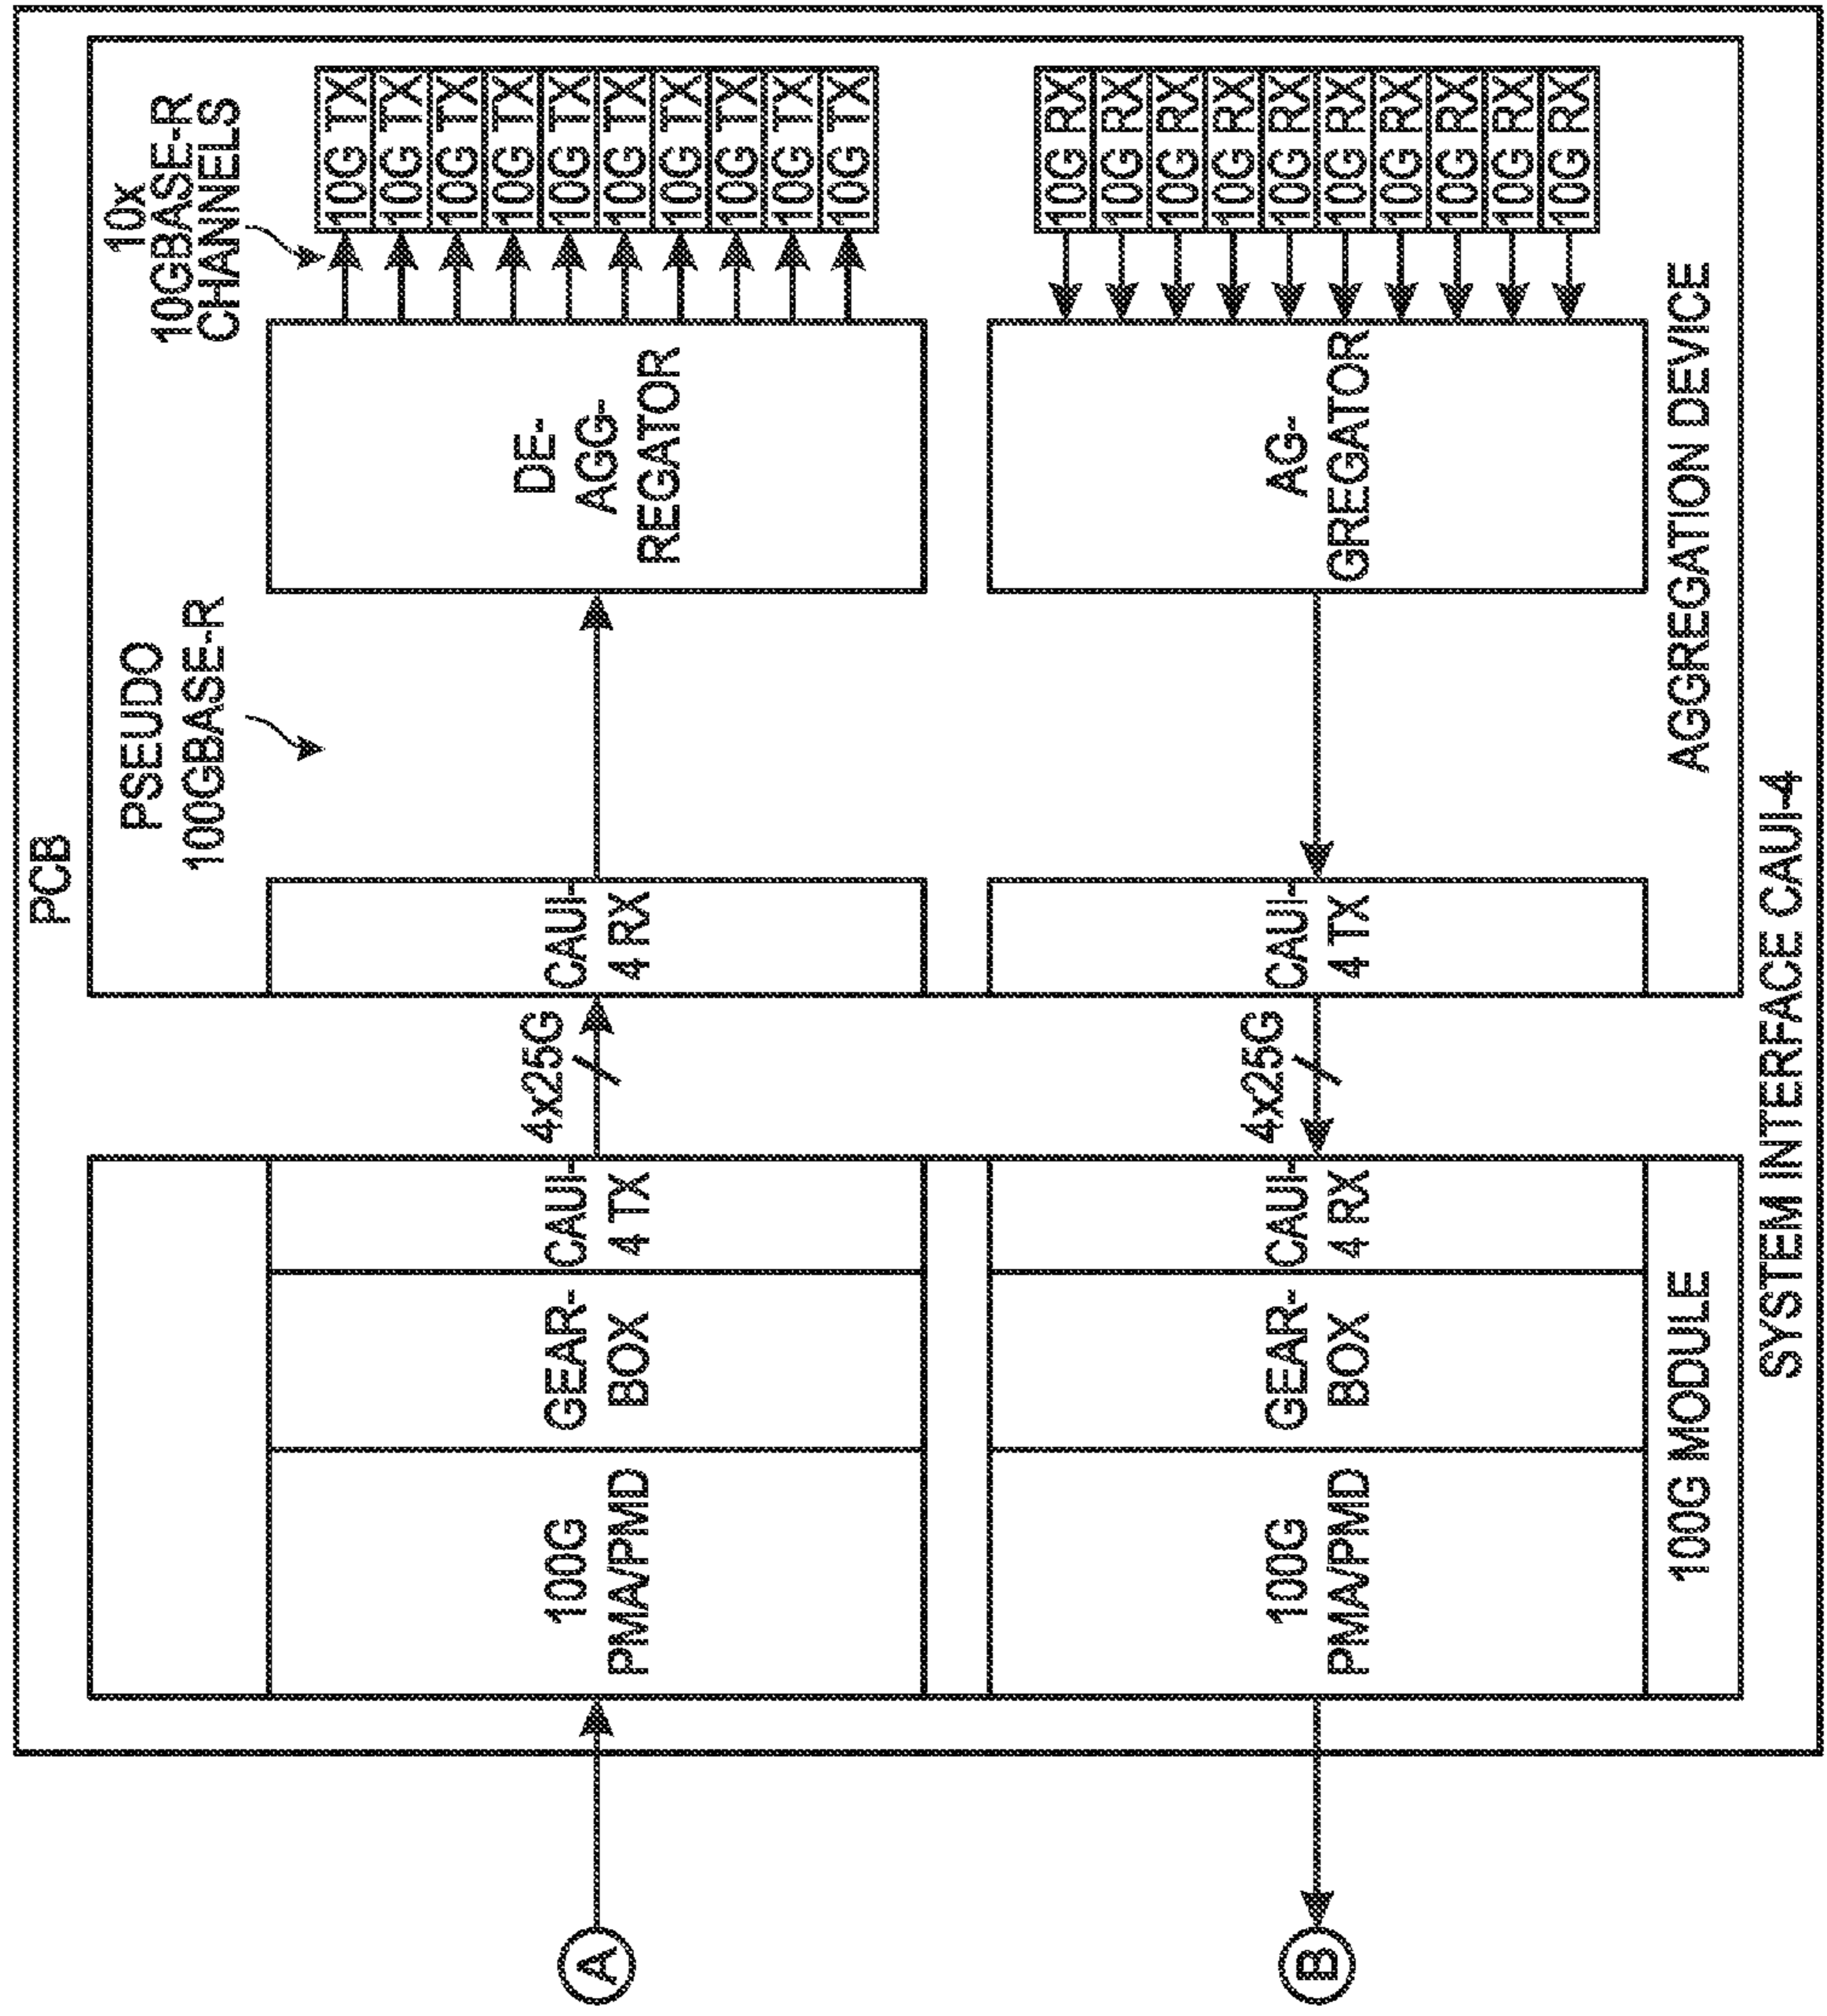 PCB
10x
10GBASE-R
CHANNELS
PSEUDO
100GBASE-R
A
100G
PMA/PMD
GEAR-
BOX
CAUI-
4 TX
4x25G
CAUI-
4 RX
DE-
AGG-
REGATOR
10G TX
10G TX
10G TX
10G TX
10G TX
10G TX
10G TX
10G TX
10G TX
10G TX
B
100G
PMA/PMD
GEAR-
BOX
CAUI-
4 RX
4x25G
CAUI-
4 TX
AG-
GREGATOR
10G RX
10G RX
10G RX
10G RX
10G RX
10G RX
10G RX
10G RX
10G RX
10G RX
100G MODULE
AGGREGATION DEVICE
SYSTEM INTERFACE CAUI-4